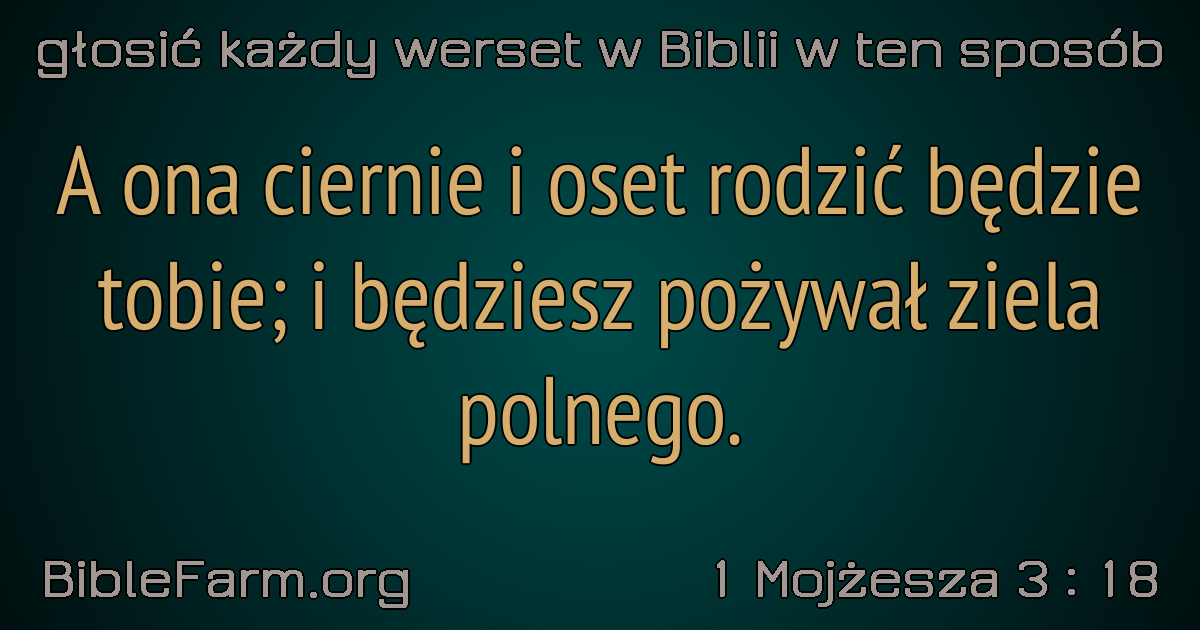 głosić każdy werset w Biblii w ten sposób
A ona ciernie i oset rodzić będzie
tobie; i będziesz pożywał ziela
polnego.
BibleFarm.org
1 Mojżesza 3 : 18